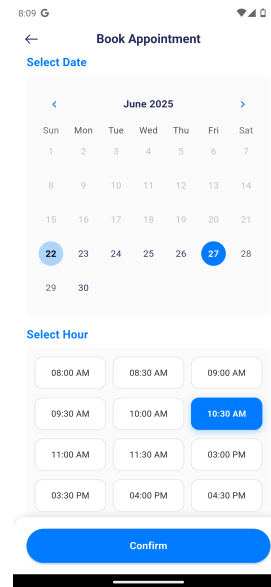 8:09 G
Book Appointment
Select Date
June 2025
Sun Mon Tue Wed Thu Fri Sat
1 2 3 4 5 6 7
8 9 10 11 12 13 14
15 16 17 18 19 20 21
22 23 24 25 26 27 28
29 30
Select Hour
08:00 AM 08:30 AM 09:00 AM
09:30 AM 10:00 AM 10:30 AM
11:00 AM 11:30 AM 03:00 PM
03:30 PM 04:00 PM 04:30 PM
Confirm